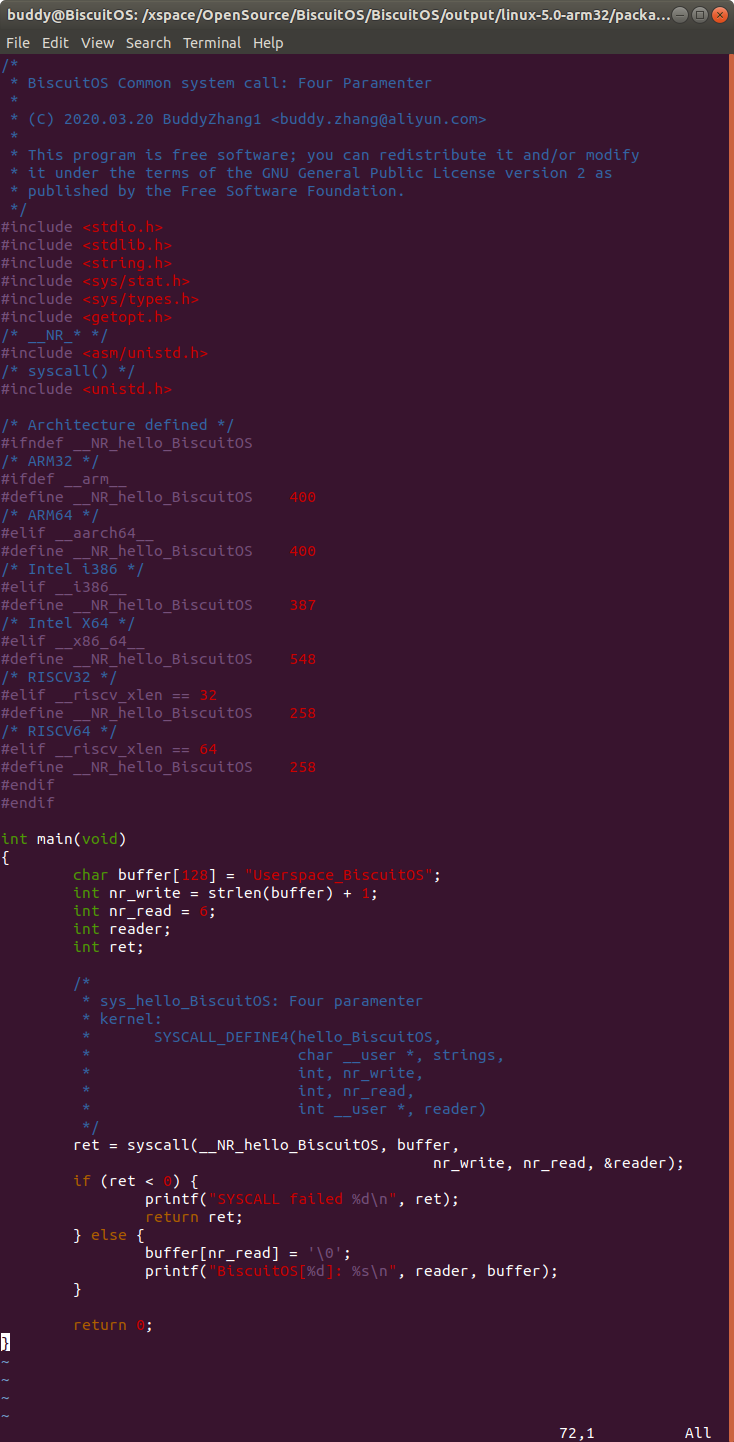 buddy@BiscuitOS: /xspace/OpenSource/BiscuitOS/BiscuitOS/output/linux-5.0-arm32/packa...
File Edit View Search Terminal Help
/*
 * BiscuitOS Common system call: Four Paramenter
 *
 * (C) 2020.03.20 BuddyZhang1 <buddy.zhang@aliyun.com>
 *
 * This program is free software; you can redistribute it and/or modify
 * it under the terms of the GNU General Public License version 2 as
 * published by the Free Software Foundation.
 */
#include <stdio.h>
#include <stdlib.h>
#include <string.h>
#include <sys/stat.h>
#include <sys/types.h>
#include <getopt.h>
/* __NR_* */
#include <asm/unistd.h>
/* syscall() */
#include <unistd.h>

/* Architecture defined */
#ifndef __NR_hello_BiscuitOS
/* ARM32 */
#ifdef __arm__
#define __NR_hello_BiscuitOS    400
/* ARM64 */
#elif __aarch64__
#define __NR_hello_BiscuitOS    400
/* Intel i386 */
#elif __i386__
#define __NR_hello_BiscuitOS    387
/* Intel X64 */
#elif __x86_64__
#define __NR_hello_BiscuitOS    548
/* RISCV32 */
#elif __riscv_xlen == 32
#define __NR_hello_BiscuitOS    258
/* RISCV64 */
#elif __riscv_xlen == 64
#define __NR_hello_BiscuitOS    258
#endif
#endif

int main(void)
{
        char buffer[128] = "Userspace_BiscuitOS";
        int nr_write = strlen(buffer) + 1;
        int nr_read = 6;
        int reader;
        int ret;

        /*
         * sys_hello_BiscuitOS: Four paramenter
         * kernel:
         *       SYSCALL_DEFINE4(hello_BiscuitOS,
         *                       char __user *, strings,
         *                       int, nr_write,
         *                       int, nr_read,
         *                       int __user *, reader)
         */
        ret = syscall(__NR_hello_BiscuitOS, buffer,
                                                nr_write, nr_read, &reader);
        if (ret < 0) {
                printf("SYSCALL failed %d\n", ret);
                return ret;
        } else {
                buffer[nr_read] = '\0';
                printf("BiscuitOS[%d]: %s\n", reader, buffer);
        }

        return 0;
}
~
~
~
~
72,1          All